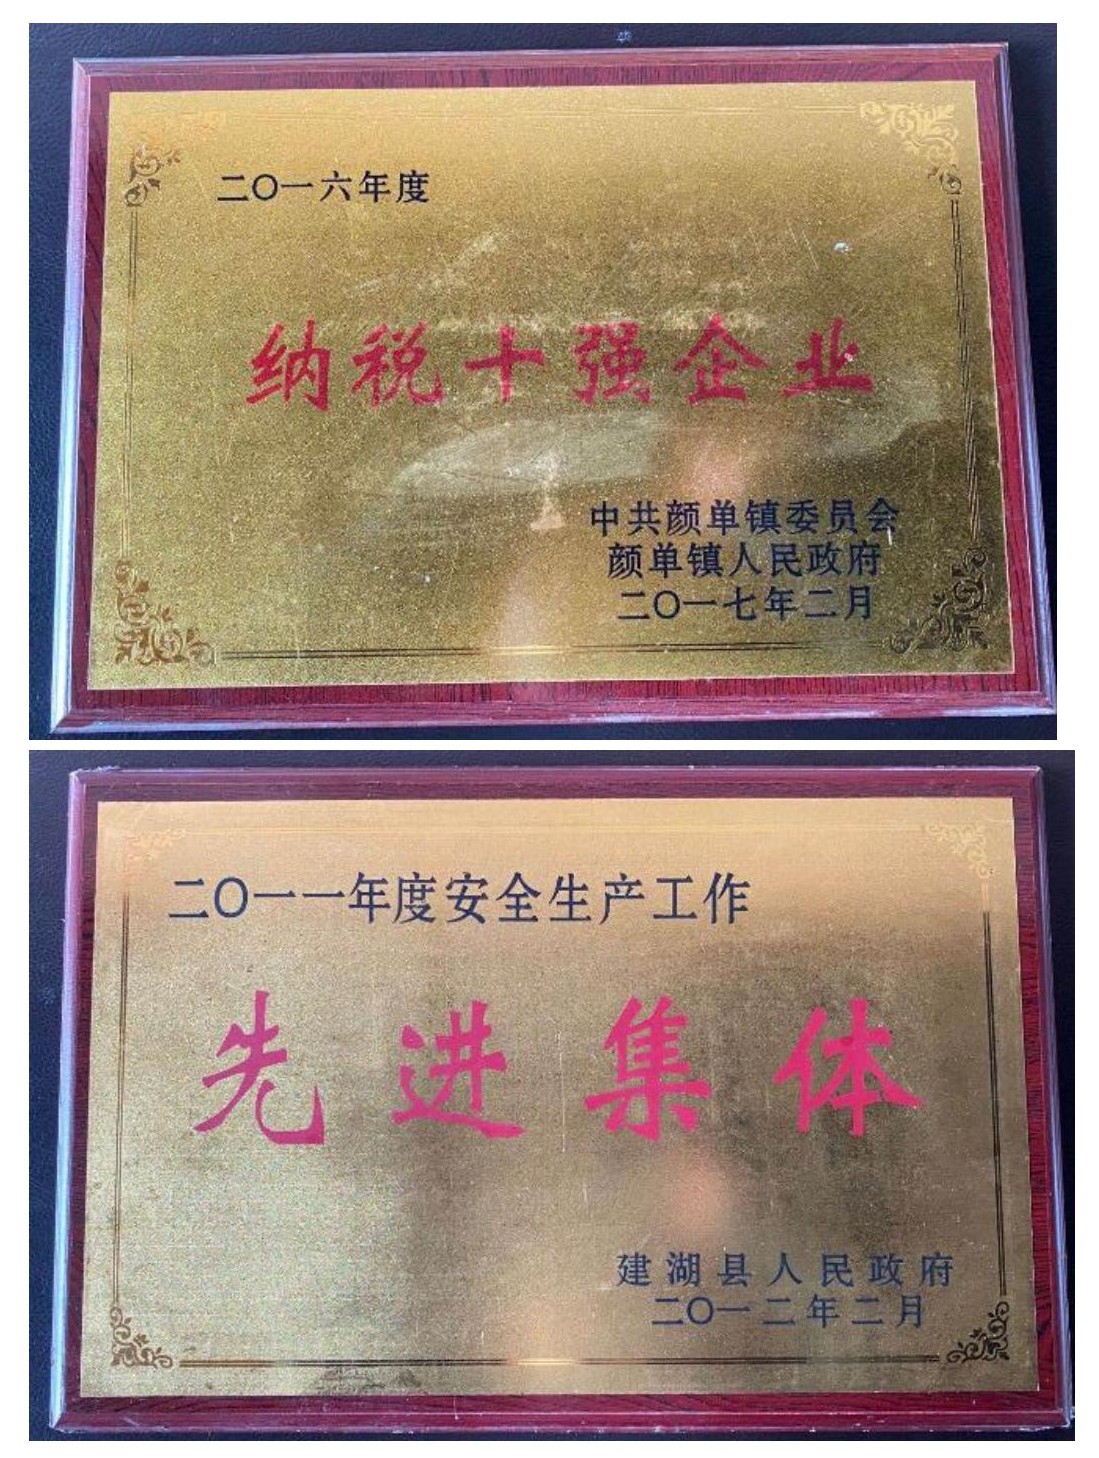 二〇一六年度
纳税十强企业
中共颜单镇委员会
颜单镇人民政府
二〇一七年二月
二〇一一年度安全生产工作
先进集体
建湖县人民政府
二〇一二年二月